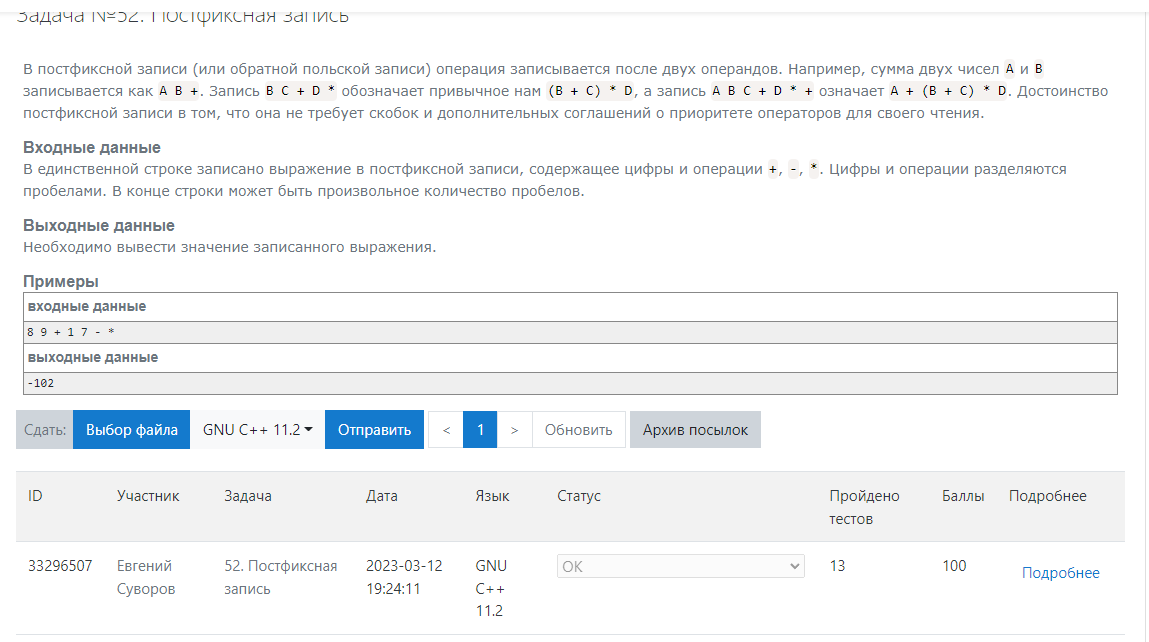 Задача №52. Постфиксная запись
В постфиксной записи (или обратной польской записи) операция записывается после двух операндов. Например, сумма двух чисел A и B
записывается как A B +. Запись B C + D * обозначает привычное нам (B + C) * D, а запись A B C + D * + означает A + (B + C) * D. Достоинство
постфиксной записи в том, что она не требует скобок и дополнительных соглашений о приоритете операторов для своего чтения.
Входные данные
В единственной строке записано выражение в постфиксной записи, содержащее цифры и операции +, -, *. Цифры и операции разделяются
пробелами. В конце строки может быть произвольное количество пробелов.
Выходные данные
Необходимо вывести значение записанного выражения.
Примеры
входные данные
8 9 + 1 7 - *
выходные данные
-102
Сдать: Выбор файла GNU C++ 11.2 Отправить < 1 > Обновить Архив посылок
ID Участник Задача Дата Язык Статус Пройдено Баллы Подробнее
тестов
33296507 Евгений 52. Постфиксная 2023-03-12 GNU OK 13 100 Подробнее
Суворов запись 19:24:11 C++
11.2